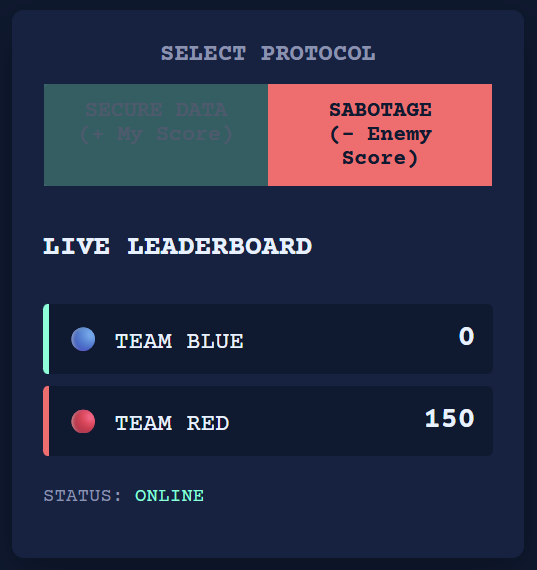 SELECT PROTOCOL
SECURE DATA
(+ My Score)
SABOTAGE
(- Enemy
Score)
LIVE LEADERBOARD
TEAM BLUE
0
TEAM RED
150
STATUS: ONLINE